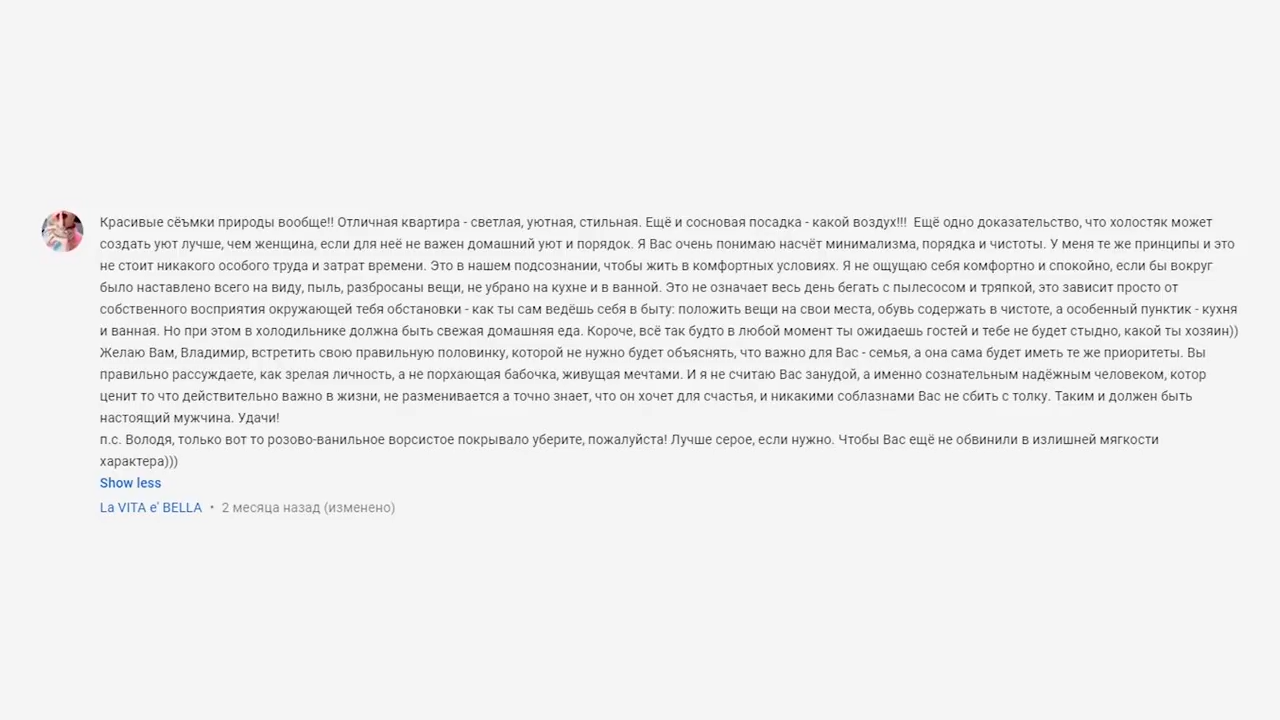 Красивые сёъмки природы вообще!! Отличная квартира - светлая, уютная, стильная. Ещё и сосновая посадка - какой воздух!!! Ещё одно доказательство, что холостяк может
создать уют лучше, чем женщина, если для неё не важен домашний уют и порядок. Я Вас очень понимаю насчёт минимализма, порядка и чистоты. У меня те же принципы и это
не стоит никакого особого труда и затрат времени. Это в нашем подсознании, чтобы жить в комфортных условиях. Я не ощущаю себя комфортно и спокойно, если бы вокруг
было наставлено всего на виду, пыль, разбросаны вещи, не убрано на кухне и в ванной. Это не означает весь день бегать с пылесосом и тряпкой, это зависит просто от
собственного восприятия окружающей тебя обстановки - как ты сам ведёшь себя в быту: положить вещи на свои места, обувь содержать в чистоте, а особенный пунктик - кухня
и ванная. Но при этом в холодильнике должна быть свежая домашняя еда. Короче, всё так будто в любой момент ты ожидаешь гостей и тебе не будет стыдно, какой ты хозяин))
Желаю Вам, Владимир, встретить свою правильную половинку, которой не нужно будет объяснять, что важно для Вас - семья, а она сама будет иметь те же приоритеты. Вы
правильно рассуждаете, как зрелая личность, а не порхающая бабочка, живущая мечтами. И я не считаю Вас занудой, а именно сознательным надёжным человеком, котор
ценит то что действительно важно в жизни, не разменивается а точно знает, что он хочет для счастья, и никакими соблазнами Вас не сбить с толку. Таким и должен быть
настоящий мужчина. Удачи!
п.с. Володя, только вот то розово-ванильное ворсистое покрывало уберите, пожалуйста! Лучше серое, если нужно. Чтобы Вас ещё не обвинили в излишней мягкости
характера)))
Show less
La VITA e' BELLA • 2 месяца назад (изменено)